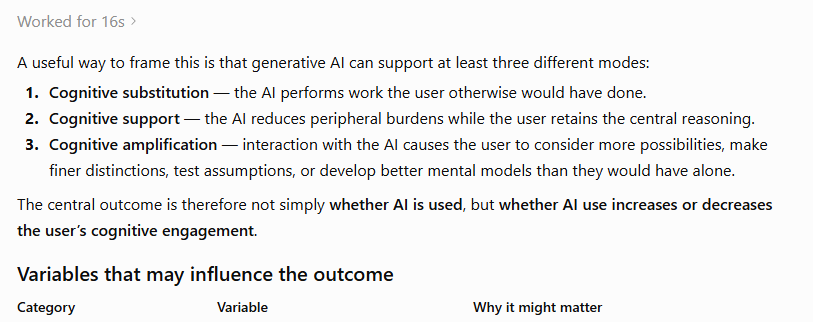 Worked for 16s >
A useful way to frame this is that generative AI can support at least three different modes:
1. Cognitive substitution — the AI performs work the user otherwise would have done.
2. Cognitive support — the AI reduces peripheral burdens while the user retains the central reasoning.
3. Cognitive amplification — interaction with the AI causes the user to consider more possibilities, make
finer distinctions, test assumptions, or develop better mental models than they would have alone.
The central outcome is therefore not simply whether AI is used, but whether AI use increases or decreases
the user’s cognitive engagement.
Variables that may influence the outcome
Category Variable Why it might matter